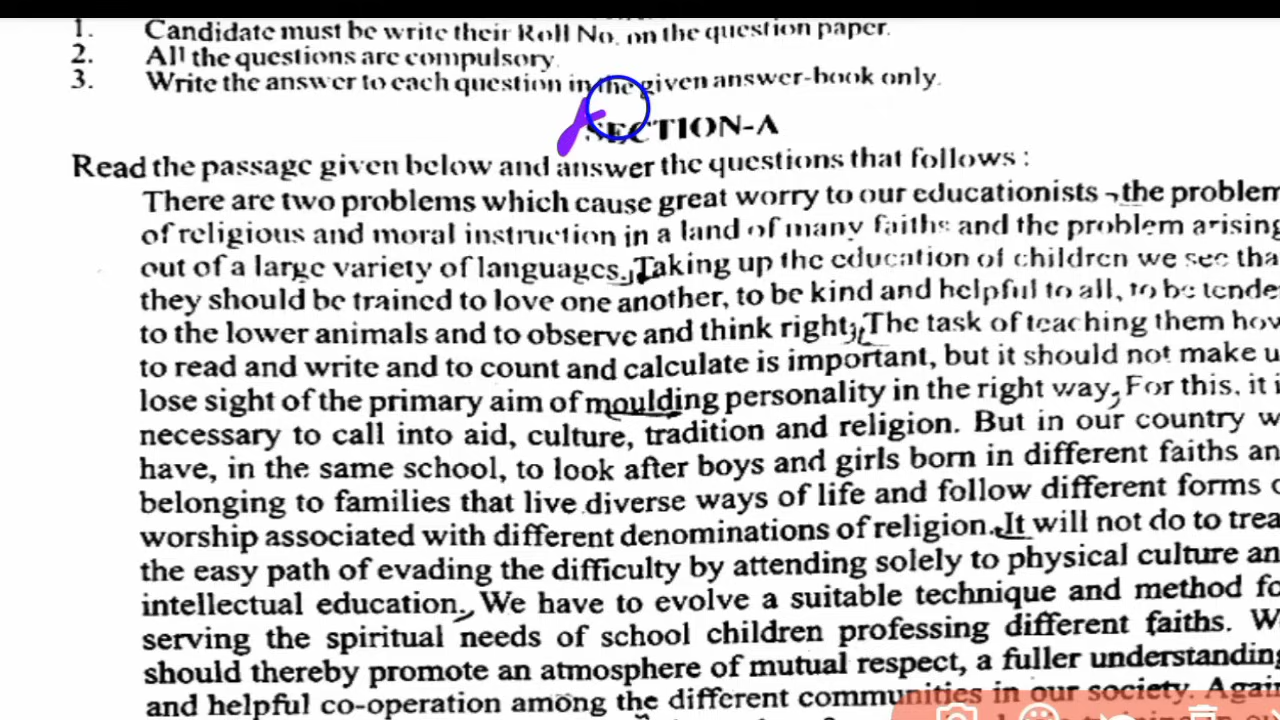 1. Candidate must be write their Roll No. on the question paper.
2. All the questions are compulsory
3. Write the answer to each question in the given answer-book only.
SECTION-A
Read the passage given below and answer the questions that follows :
There are two problems which cause great worry to our educationists - the problem
of religious and moral instruction in a land of many faiths and the problem arising
out of a large variety of languages. Taking up the education of children we see tha
they should be trained to love one another, to be kind and helpful to all, to be tende
to the lower animals and to observe and think right. The task of teaching them how
to read and write and to count and calculate is important, but it should not make u
lose sight of the primary aim of moulding personality in the right way. For this, it i
necessary to call into aid, culture, tradition and religion. But in our country w
have, in the same school, to look after boys and girls born in different faiths an
belonging to families that live diverse ways of life and follow different forms o
worship associated with different denominations of religion. It will not do to trea
the easy path of evading the difficulty by attending solely to physical culture an
intellectual education. We have to evolve a suitable technique and method fo
serving the spiritual needs of school children professing different faiths. W
should thereby promote an atmosphere of mutual respect, a fuller understanding
and helpful co-operation among the different communities in our society. Again